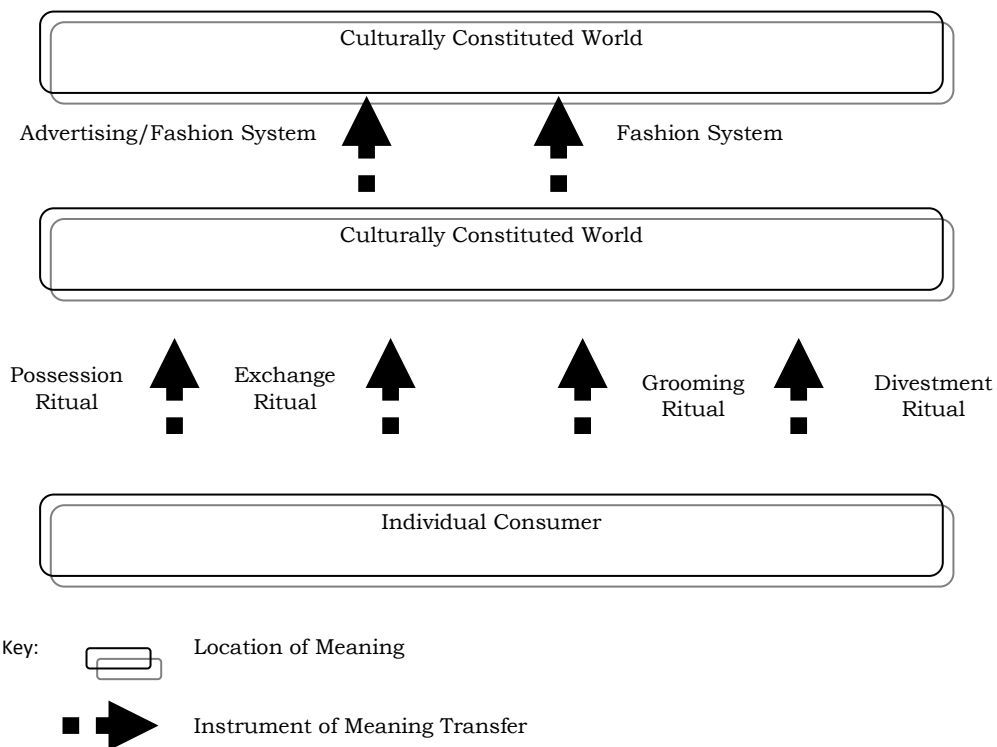 Culturally Constituted World
Advertising/Fashion System
Fashion System
Culturally Constituted World
Possession
Ritual
Exchange
Ritual
Grooming
Ritual
Divestment
Ritual
Individual Consumer
Key:
Location of Meaning
Instrument of Meaning Transfer